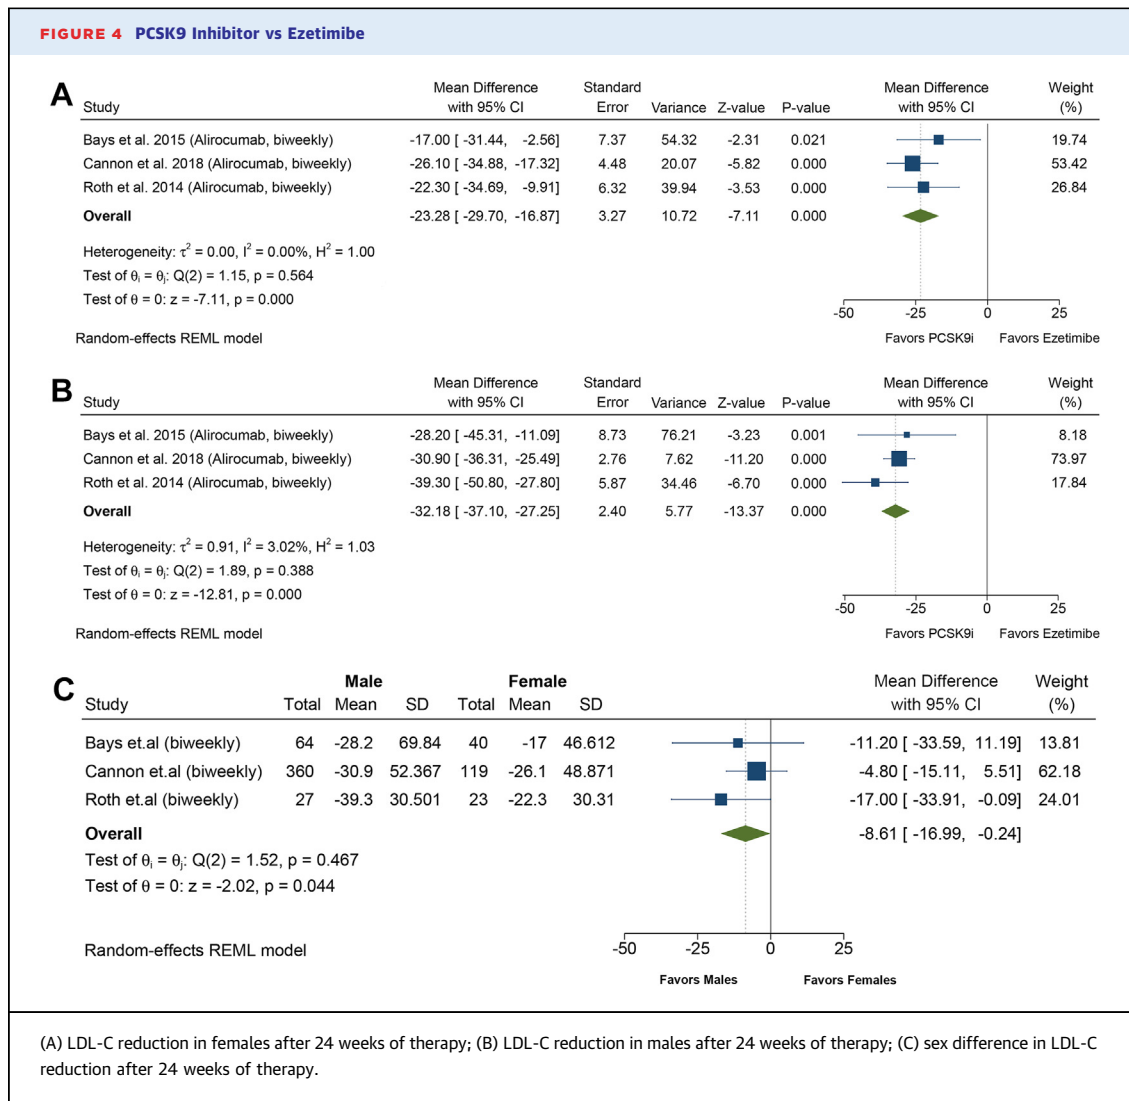 FIGURE 4 PCSK9 Inhibitor vs Ezetimibe
A
Mean Difference Standard Mean Difference Weight
Study with 95% CI Error Variance Z-value P-value with 95% CI (%)
Bays et al. 2015 (Alirocumab, biweekly) -17.00 [ -31.44, -2.56] 7.37 54.32 -2.31 0.021 19.74
Cannon et al. 2018 (Alirocumab, biweekly) -26.10 [ -34.88, -17.32] 4.48 20.07 -5.82 0.000 53.42
Roth et al. 2014 (Alirocumab, biweekly) -22.30 [ -34.69, -9.91] 6.32 39.94 -3.53 0.000 26.84
Overall -23.28 [ -29.70, -16.87] 3.27 10.72 -7.11 0.000
Heterogeneity: τ² = 0.00, I² = 0.00%, H² = 1.00
Test of θᵢ = θⱼ: Q(2) = 1.15, p = 0.564
Test of θ = 0: z = -7.11, p = 0.000
-50 -25 0 25
Random-effects REML model Favors PCSK9i Favors Ezetimibe
B
Mean Difference Standard Mean Difference Weight
Study with 95% CI Error Variance Z-value P-value with 95% CI (%)
Bays et al. 2015 (Alirocumab, biweekly) -28.20 [ -45.31, -11.09] 8.73 76.21 -3.23 0.001 8.18
Cannon et al. 2018 (Alirocumab, biweekly) -30.90 [ -36.31, -25.49] 2.76 7.62 -11.20 0.000 73.97
Roth et al. 2014 (Alirocumab, biweekly) -39.30 [ -50.80, -27.80] 5.87 34.46 -6.70 0.000 17.84
Overall -32.18 [ -37.10, -27.25] 2.40 5.77 -13.37 0.000
Heterogeneity: τ² = 0.91, I² = 3.02%, H² = 1.03
Test of θᵢ = θⱼ: Q(2) = 1.89, p = 0.388
Test of θ = 0: z = -12.81, p = 0.000
-50 -25 0 25
Random-effects REML model Favors PCSK9i Favors Ezetimibe
C
Male Female Mean Difference Weight
Study Total Mean SD Total Mean SD with 95% CI (%)
Bays et.al (biweekly) 64 -28.2 69.84 40 -17 46.612 -11.20 [ -33.59, 11.19] 13.81
Cannon et.al (biweekly) 360 -30.9 52.367 119 -26.1 48.871 -4.80 [ -15.11, 5.51] 62.18
Roth et.al (biweekly) 27 -39.3 30.501 23 -22.3 30.31 -17.00 [ -33.91, -0.09] 24.01
Overall -8.61 [ -16.99, -0.24]
Test of θᵢ = θⱼ: Q(2) = 1.52, p = 0.467
Test of θ = 0: z = -2.02, p = 0.044
Random-effects REML model -50 -25 0 25
Favors Males Favors Females
(A) LDL-C reduction in females after 24 weeks of therapy; (B) LDL-C reduction in males after 24 weeks of therapy; (C) sex difference in LDL-C
reduction after 24 weeks of therapy.